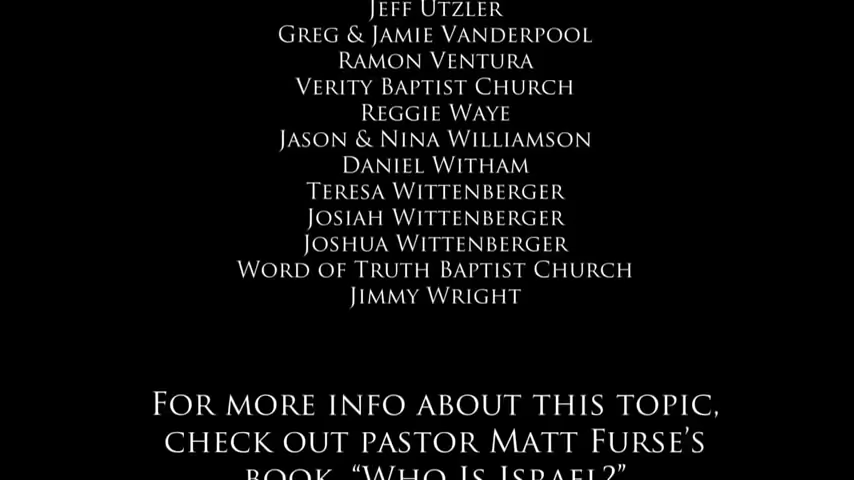 Jeff Utzler
Greg & Jamie Vanderpool
Ramon Ventura
Verity Baptist Church
Reggie Waye
Jason & Nina Williamson
Daniel Witham
Teresa Wittenberger
Josiah Wittenberger
Joshua Wittenberger
Word of Truth Baptist Church
Jimmy Wright
For more info about this topic,
check out pastor Matt Furse's
book, “Who Is Israel?”